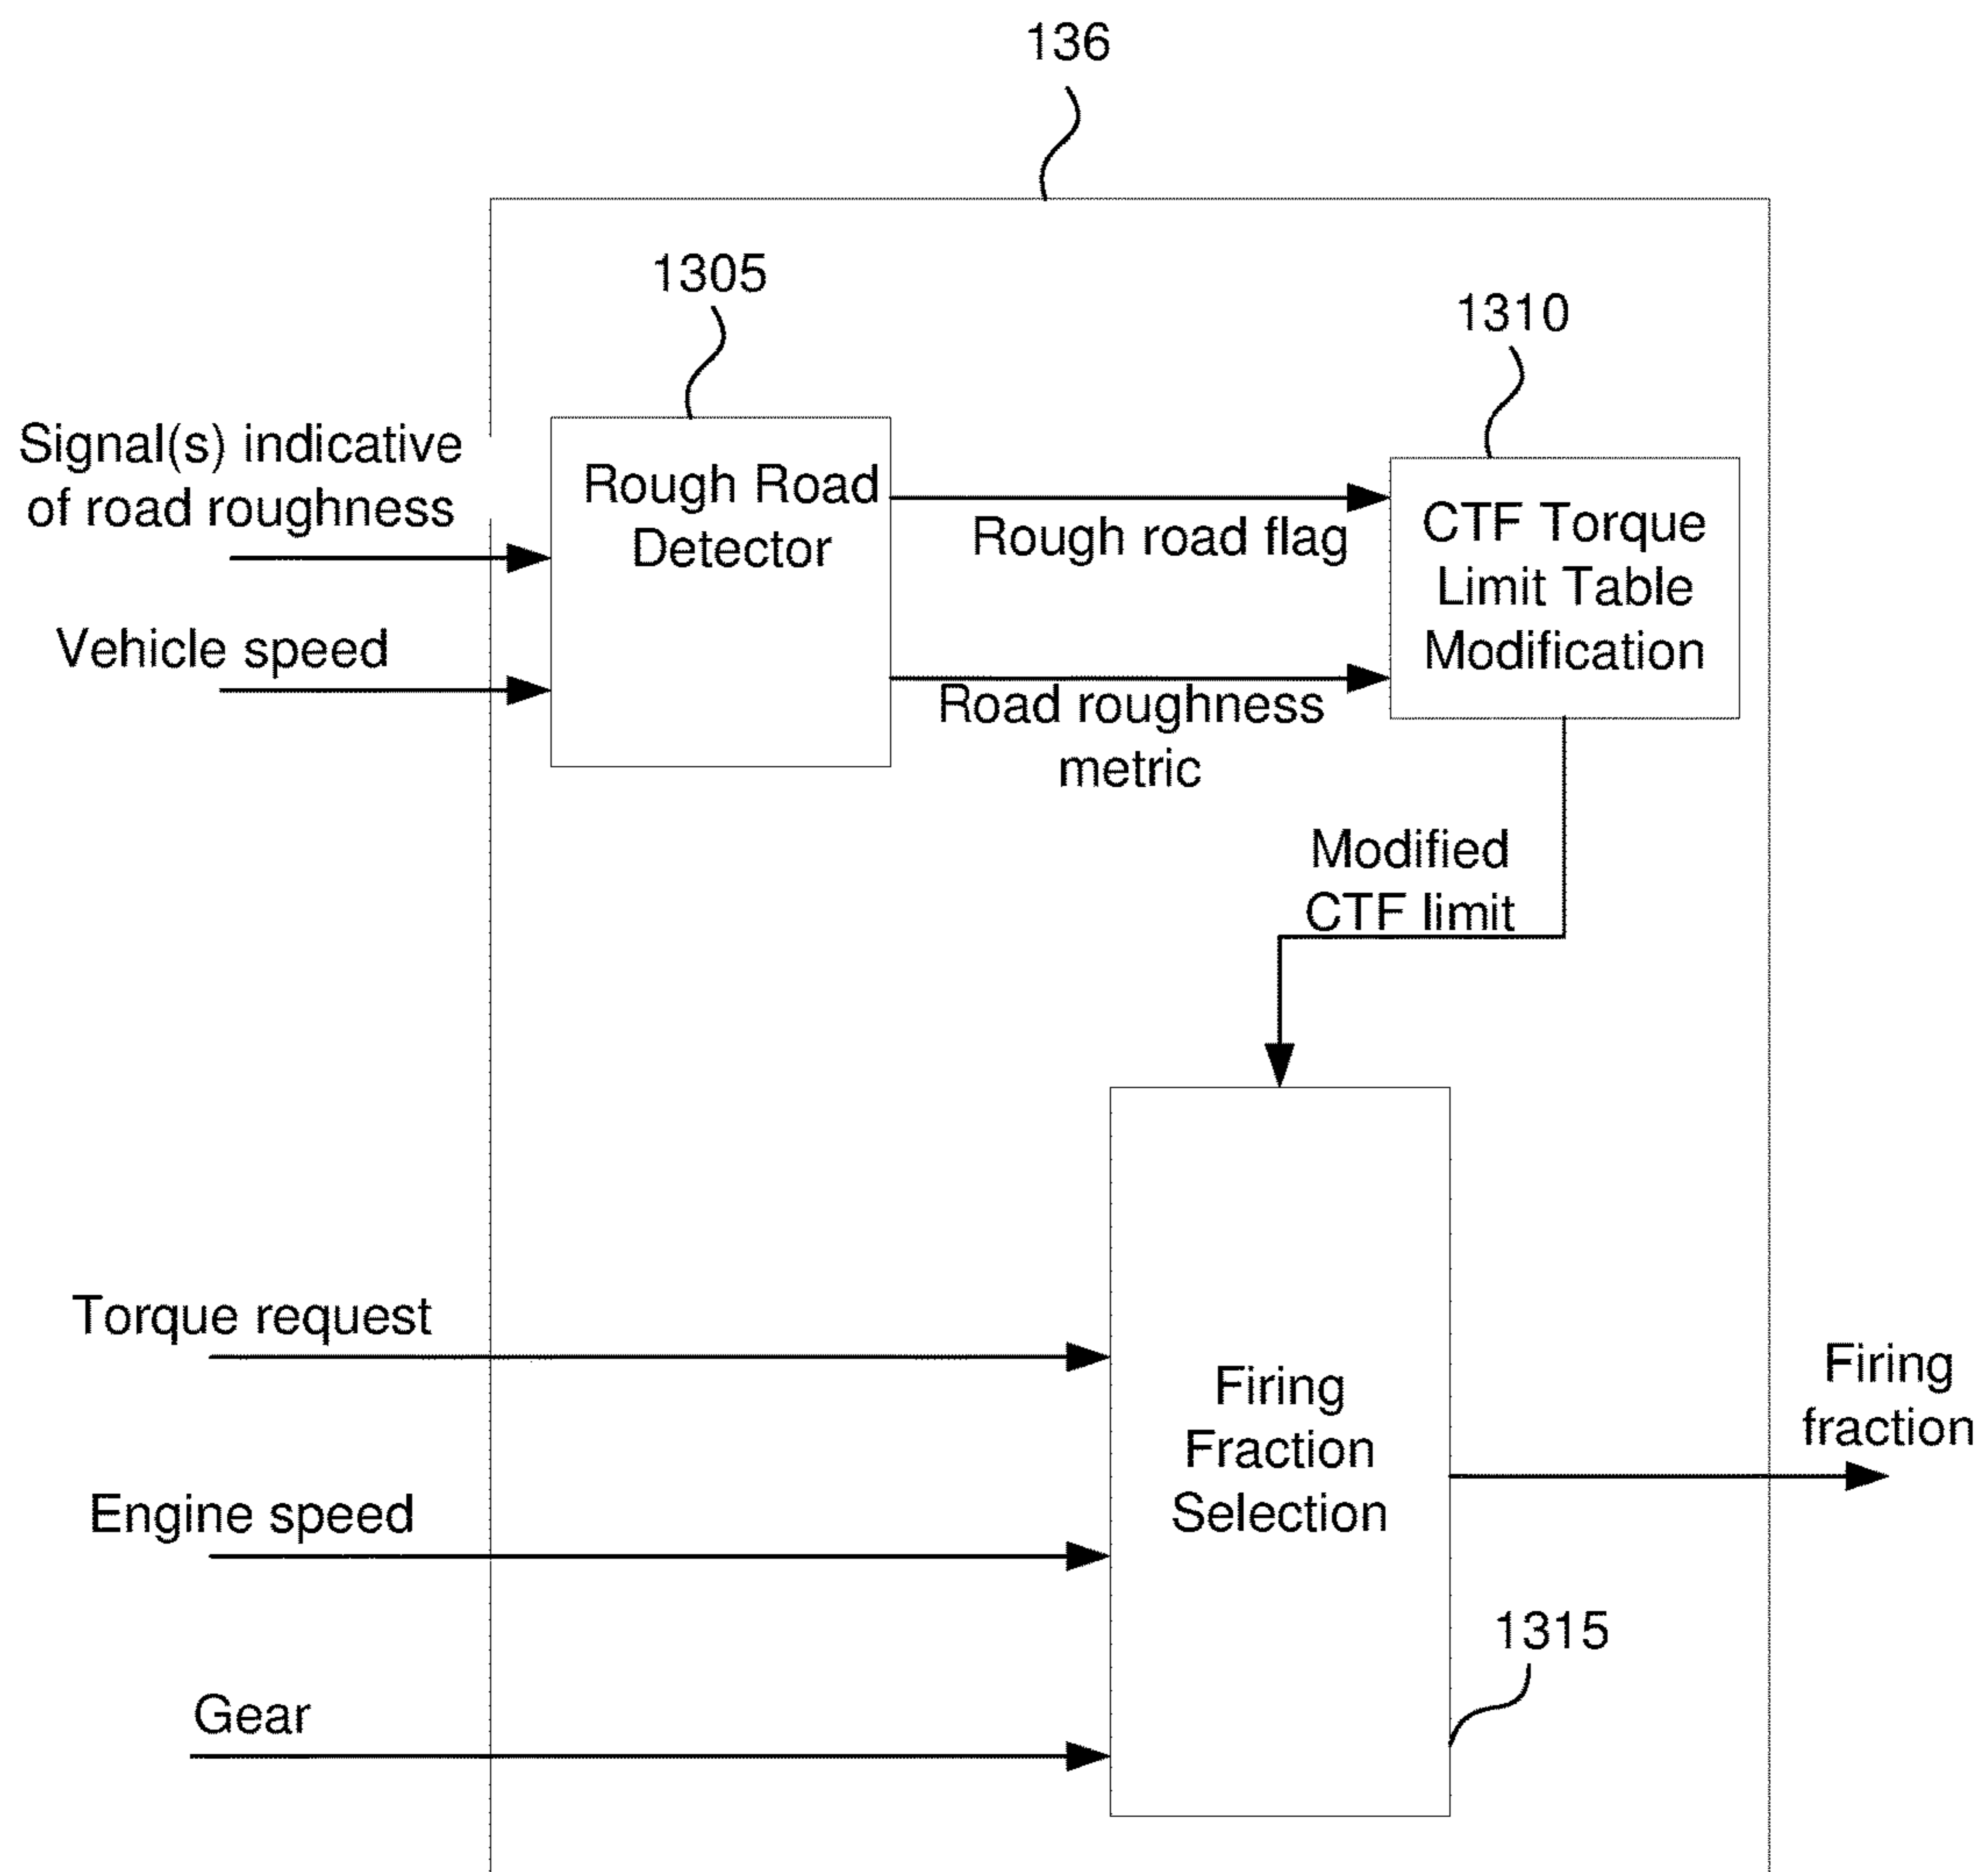 136
1305
1310
Signal(s) indicative
of road roughness
Rough Road
Detector
Rough road flag
CTF Torque
Limit Table
Modification
Vehicle speed
Road roughness
metric
Modified
CTF limit
Torque request
Firing
Fraction
Selection
Firing
fraction
Engine speed
1315
Gear